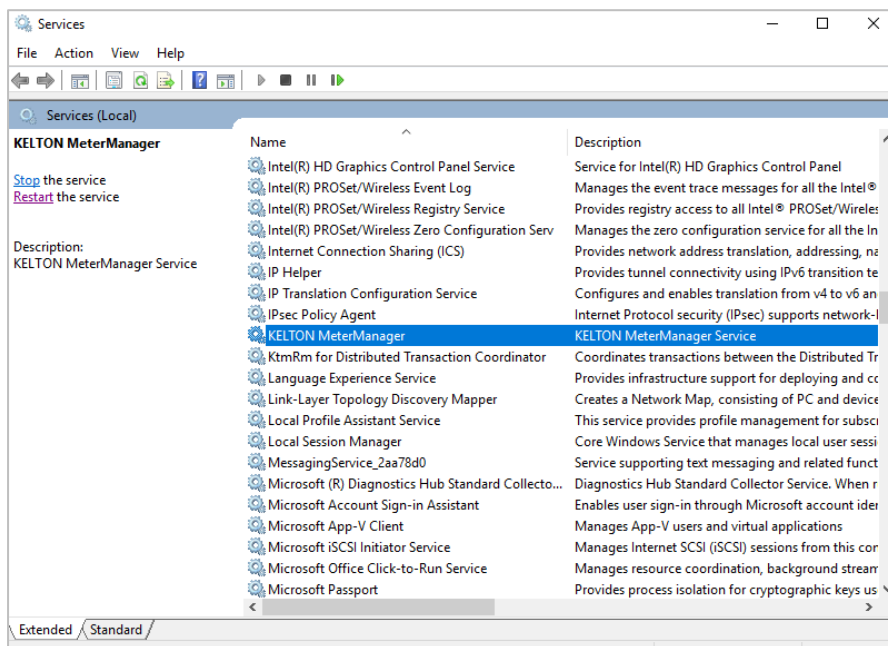 Services
File Action View Help
Services (Local)
KELTON MeterManager
Stop the service
Restart the service
Description:
KELTON MeterManager Service
Name Description
Intel(R) HD Graphics Control Panel Service Service for Intel(R) HD Graphics Control Panel
Intel(R) PROSet/Wireless Event Log Manages the event trace messages for all the Intel®
Intel(R) PROSet/Wireless Registry Service Provides registry access to all Intel® PROSet/Wireles
Intel(R) PROSet/Wireless Zero Configuration Serv Manages the zero configuration service for all the In
Internet Connection Sharing (ICS) Provides network address translation, addressing, na
IP Helper Provides tunnel connectivity using IPv6 transition te
IP Translation Configuration Service Configures and enables translation from v4 to v6 an
IPsec Policy Agent Internet Protocol security (IPsec) supports network-l
KELTON MeterManager KELTON MeterManager Service
KtmRm for Distributed Transaction Coordinator Coordinates transactions between the Distributed Tr
Language Experience Service Provides infrastructure support for deploying and co
Link-Layer Topology Discovery Mapper Creates a Network Map, consisting of PC and device
Local Profile Assistant Service This service provides profile management for subscr
Local Session Manager Core Windows Service that manages local user sessi
MessagingService_2aa78d0 Service supporting text messaging and related funct
Microsoft (R) Diagnostics Hub Standard Collecto... Diagnostics Hub Standard Collector Service. When r
Microsoft Account Sign-in Assistant Enables user sign-in through Microsoft account ider
Microsoft App-V Client Manages App-V users and virtual applications
Microsoft iSCSI Initiator Service Manages Internet SCSI (iSCSI) sessions from this cor
Microsoft Office Click-to-Run Service Manages resource coordination, background stream
Microsoft Passport Provides process isolation for cryptographic keys us
Extended Standard